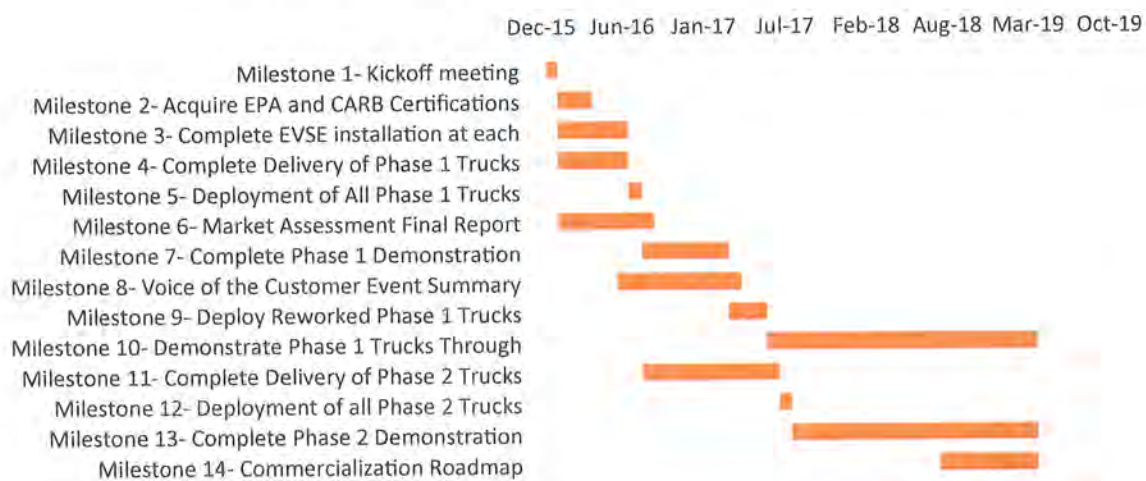 Dec-15 Jun-16 Jan-17 Jul-17 Feb-18 Aug-18 Mar-19 Oct-19
Milestone 1- Kickoff meeting
Milestone 2- Acquire EPA and CARB Certifications
Milestone 3- Complete EVSE installation at each
Milestone 4- Complete Delivery of Phase 1 Trucks
Milestone 5- Deployment of All Phase 1 Trucks
Milestone 6- Market Assessment Final Report
Milestone 7- Complete Phase 1 Demonstration
Milestone 8- Voice of the Customer Event Summary
Milestone 9- Deploy Reworked Phase 1 Trucks
Milestone 10- Demonstrate Phase 1 Trucks Through
Milestone 11- Complete Delivery of Phase 2 Trucks
Milestone 12- Deployment of all Phase 2 Trucks
Milestone 13- Complete Phase 2 Demonstration
Milestone 14- Commercialization Roadmap